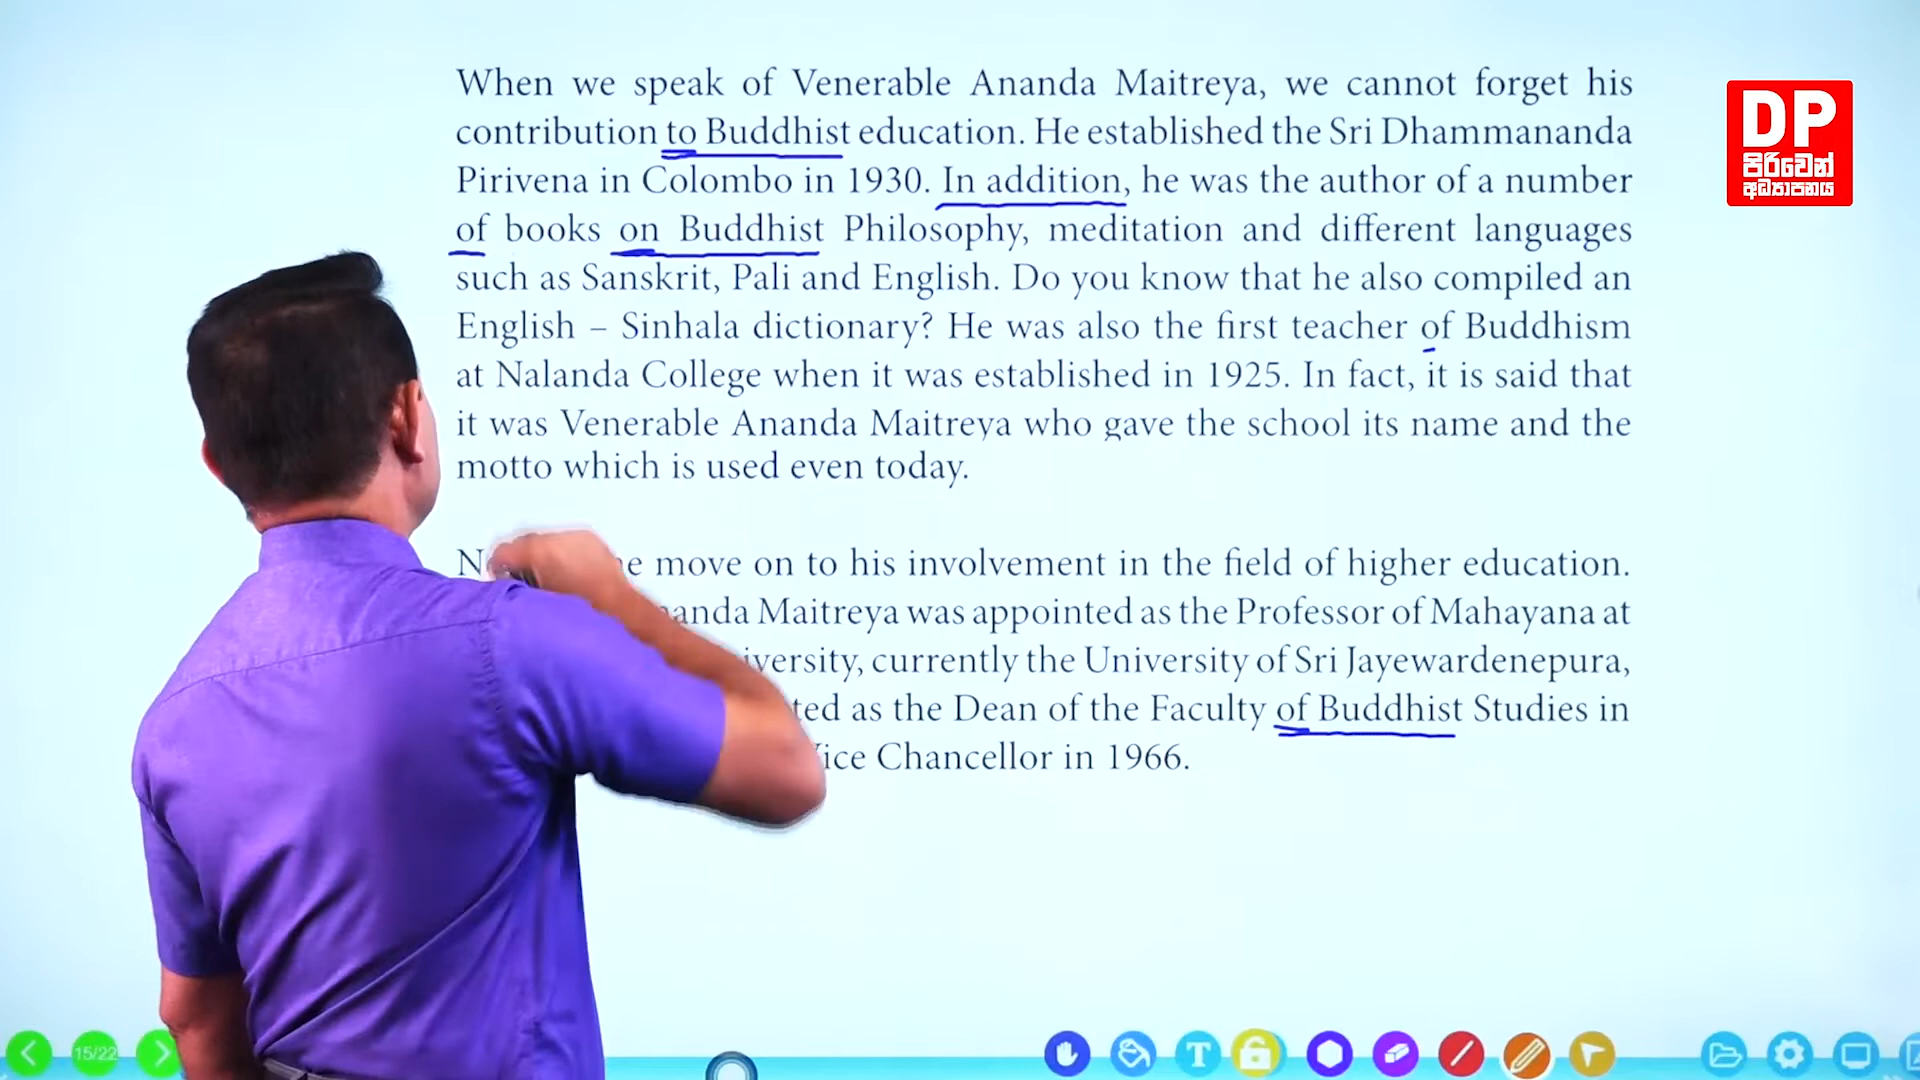 When we speak of Venerable Ananda Maitreya, we cannot forget his
contribution to Buddhist education. He established the Sri Dhammananda
Pirivena in Colombo in 1930. In addition, he was the author of a number
of books on Buddhist Philosophy, meditation and different languages
such as Sanskrit, Pali and English. Do you know that he also compiled an
English – Sinhala dictionary? He was also the first teacher of Buddhism
at Nalanda College when it was established in 1925. In fact, it is said that
it was Venerable Ananda Maitreya who gave the school its name and the
motto which is used even today.
move on to his involvement in the field of higher education.
Maitreya was appointed as the Professor of Mahayana at
currently the University of Sri Jayewardenepura,
as the Dean of the Faculty of Buddhist Studies in
Chancellor in 1966.
DP
පිරිවෙන්
අධ්‍යාපනය
15/22
T